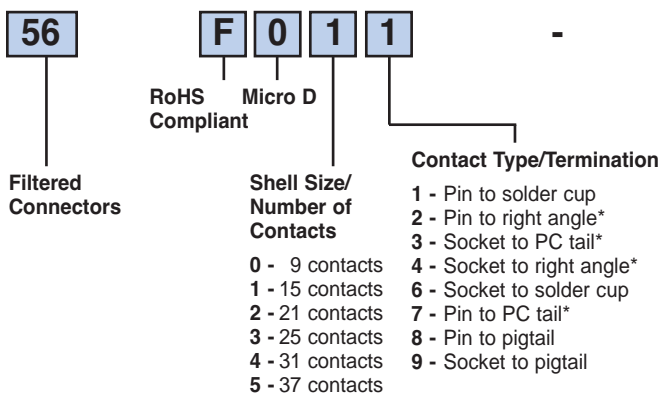 56 F 0 1 1 -
RoHS Compliant
Micro D
Filtered
Connectors
Shell Size/
Number of
Contacts
0 - 9 contacts
1 - 15 contacts
2 - 21 contacts
3 - 25 contacts
4 - 31 contacts
5 - 37 contacts
Contact Type/Termination
1 - Pin to solder cup
2 - Pin to right angle*
3 - Socket to PC tail*
4 - Socket to right angle*
6 - Socket to solder cup
7 - Pin to PC tail*
8 - Pin to pigtail
9 - Socket to pigtail